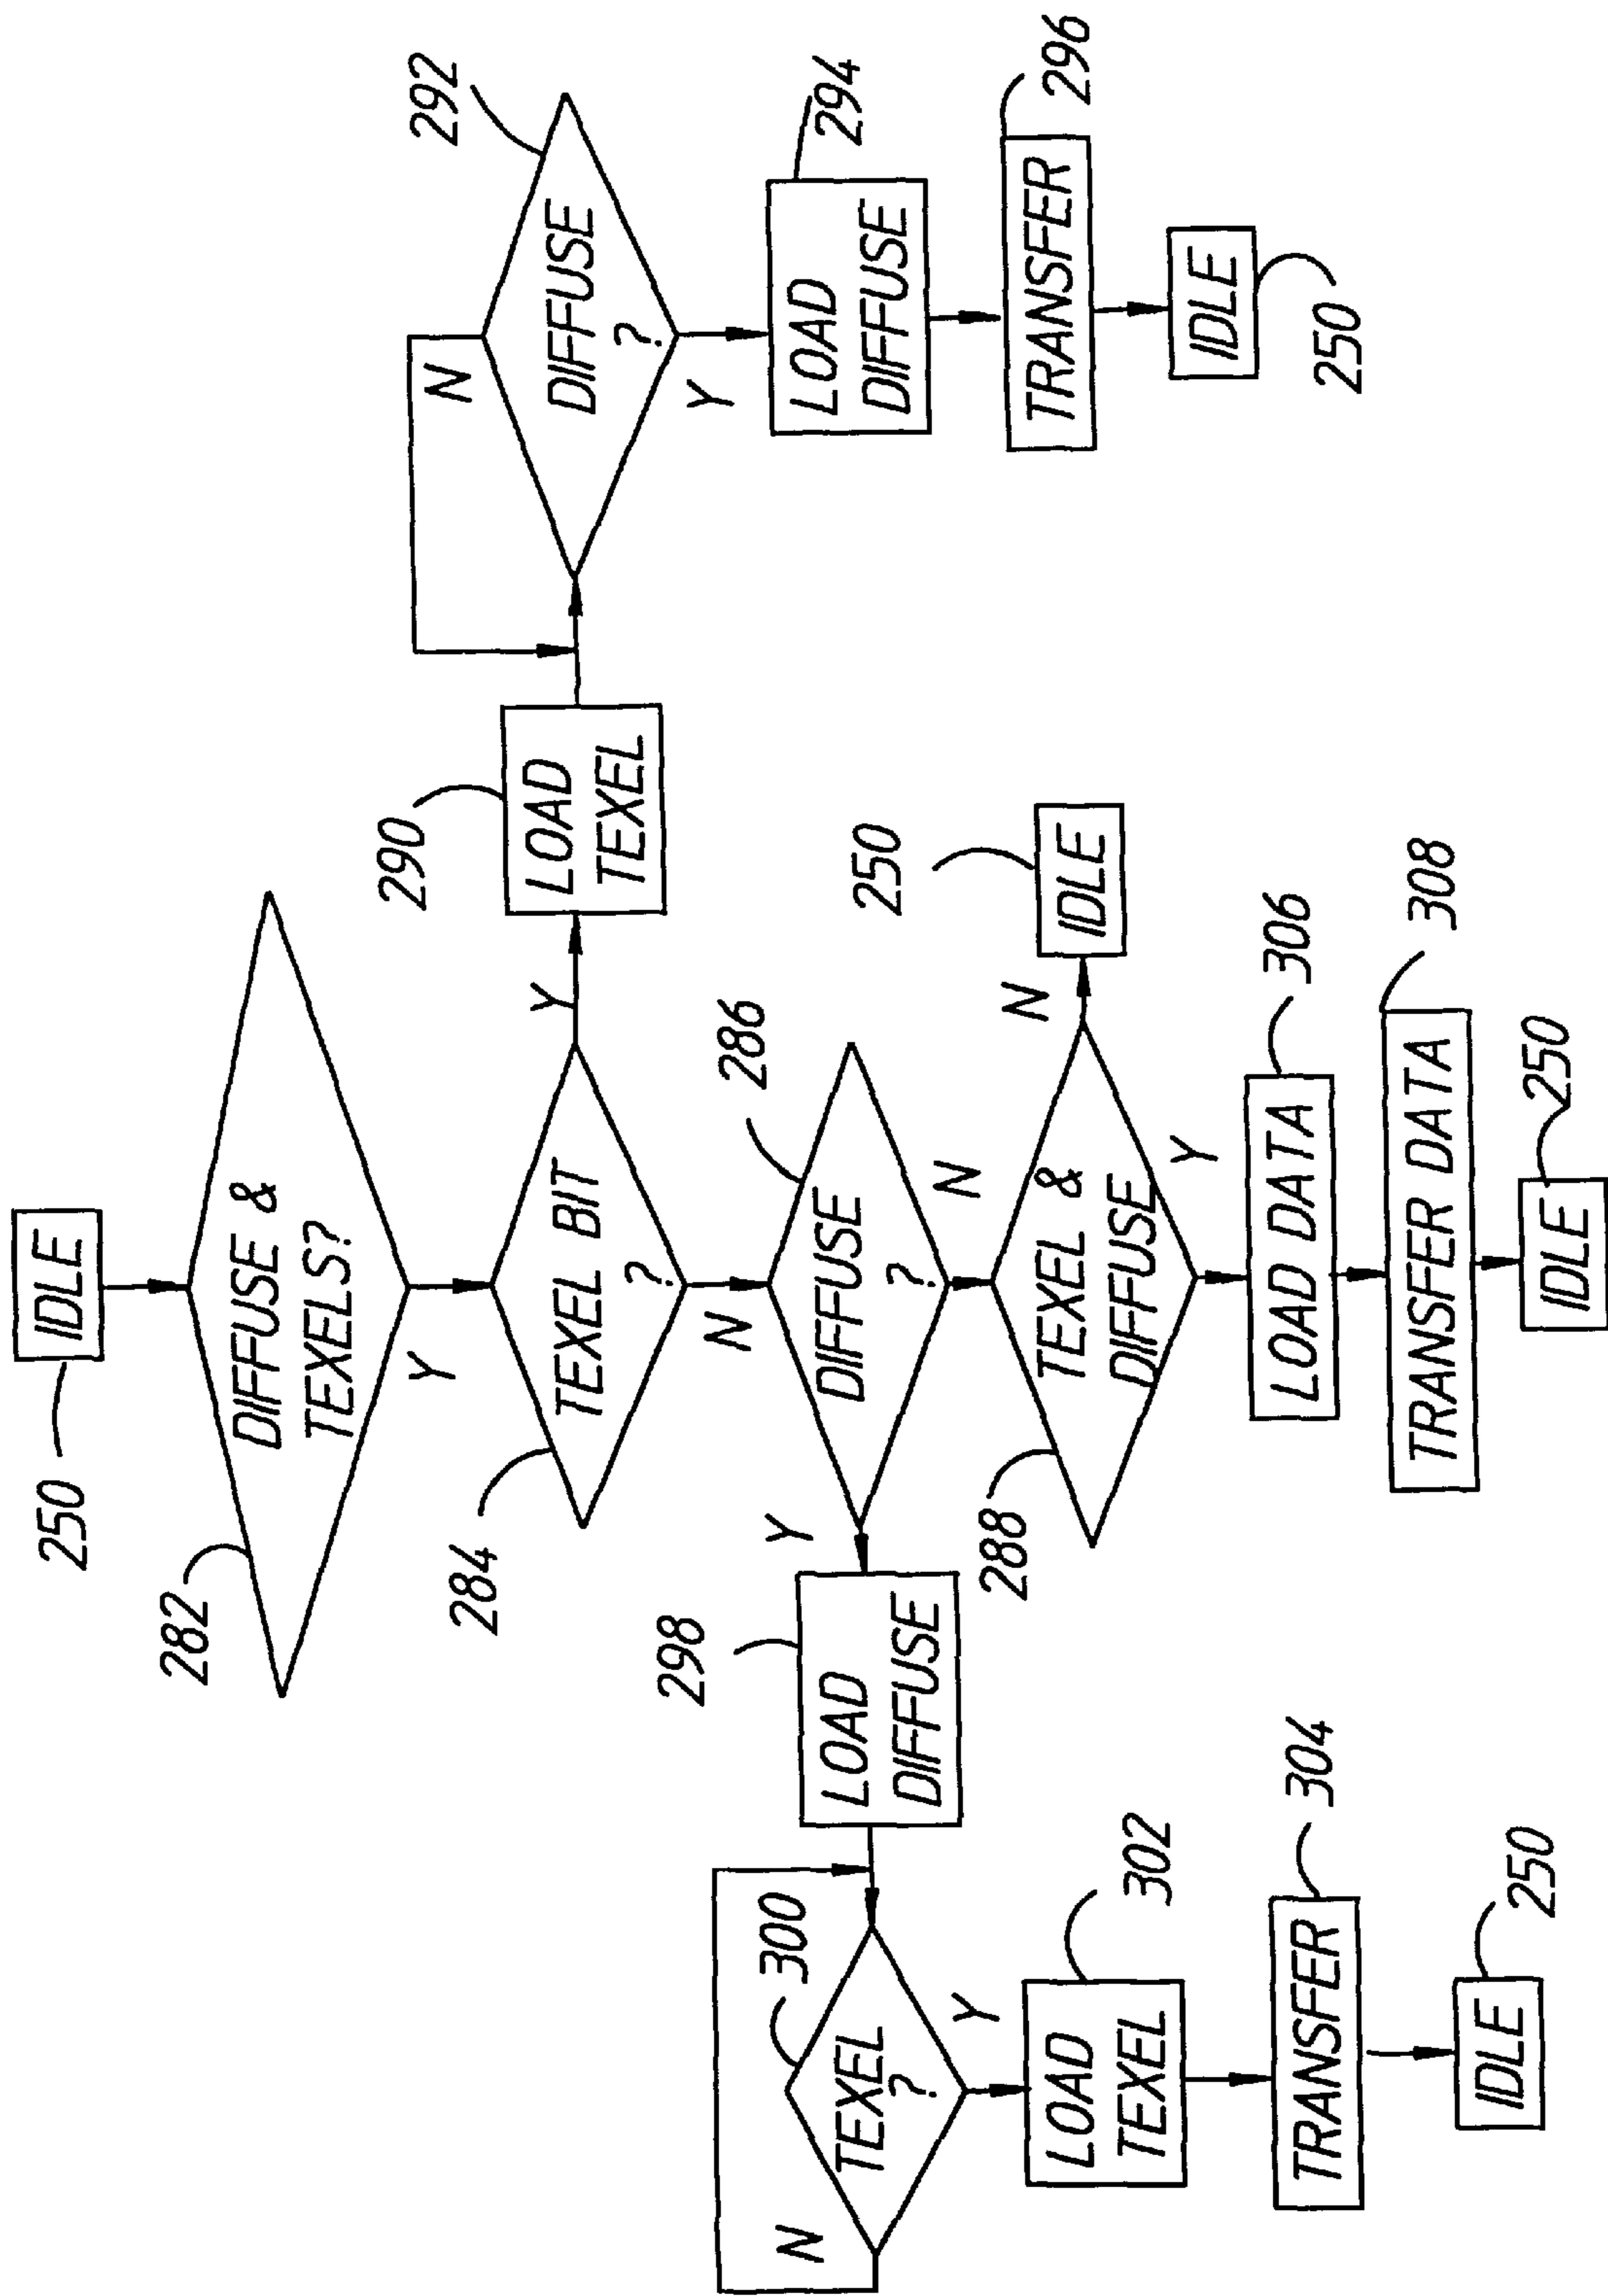 IDLE
250
DIFFUSE &
TEXELS?
282
Y
TEXEL BIT
?
284
Y
N
LOAD
TEXEL
290
DIFFUSE
?
292
N
Y
LOAD
DIFFUSE
294
TRANSFER
296
IDLE
250
DIFFUSE
?
286
Y
N
LOAD
DIFFUSE
298
TEXEL
?
300
N
Y
LOAD
TEXEL
302
TRANSFER
304
IDLE
250
TEXEL &
DIFFUSE
288
N
IDLE
250
Y
LOAD DATA
306
TRANSFER DATA
308
IDLE
250